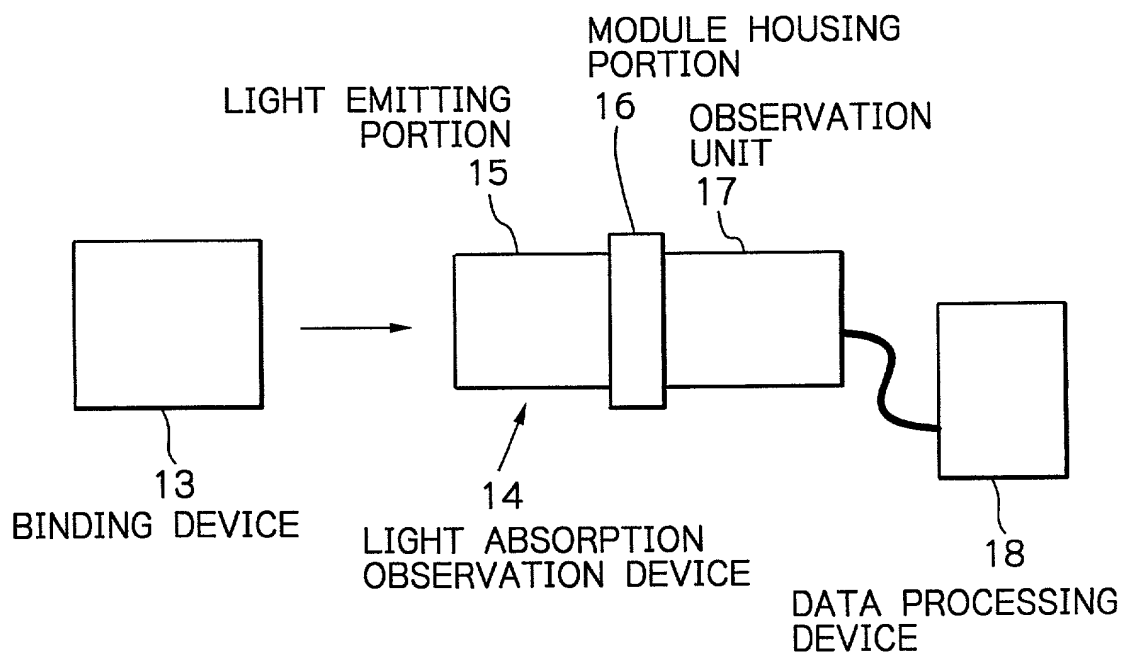 MODULE HOUSING
PORTION
16
LIGHT EMITTING
PORTION
15
OBSERVATION
UNIT
17
13
BINDING DEVICE
14
LIGHT ABSORPTION
OBSERVATION DEVICE
18
DATA PROCESSING
DEVICE